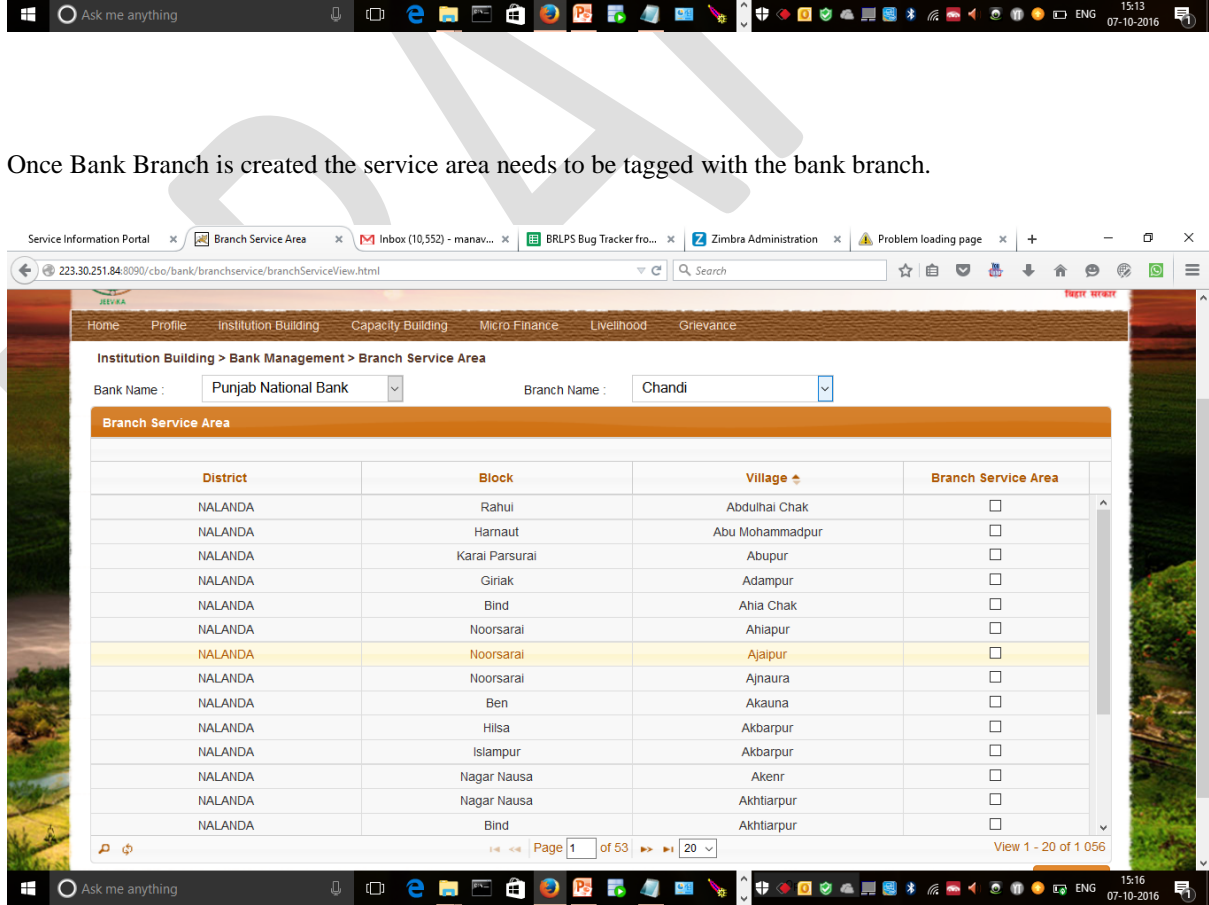 Ask me anything ENG 15:13
07-10-2016
Once Bank Branch is created the service area needs to be tagged with the bank branch.
Service Information Portal Branch Service Area Inbox (10,552) - manav... BRLPS Bug Tracker fro... Zimbra Administration Problem loading page
223.30.251.84:8090/cbo/bank/branchservice/branchServiceView.html Search
JEEViKA बिहार सरकार
Home Profile Institution Building Capacity Building Micro Finance Livelihood Grievance
Institution Building > Bank Management > Branch Service Area
Bank Name : Punjab National Bank Branch Name : Chandi
Branch Service Area
District Block Village Branch Service Area
NALANDA Rahui Abdulhai Chak
NALANDA Harnaut Abu Mohammadpur
NALANDA Karai Parsurai Abupur
NALANDA Giriak Adampur
NALANDA Bind Ahia Chak
NALANDA Noorsarai Ahiapur
NALANDA Noorsarai Ajaipur
NALANDA Noorsarai Ajnaura
NALANDA Ben Akauna
NALANDA Hilsa Akbarpur
NALANDA Islampur Akbarpur
NALANDA Nagar Nausa Akenr
NALANDA Nagar Nausa Akhtiarpur
NALANDA Bind Akhtiarpur
Page 1 of 53 20 View 1 - 20 of 1 056
Ask me anything ENG 15:16
07-10-2016